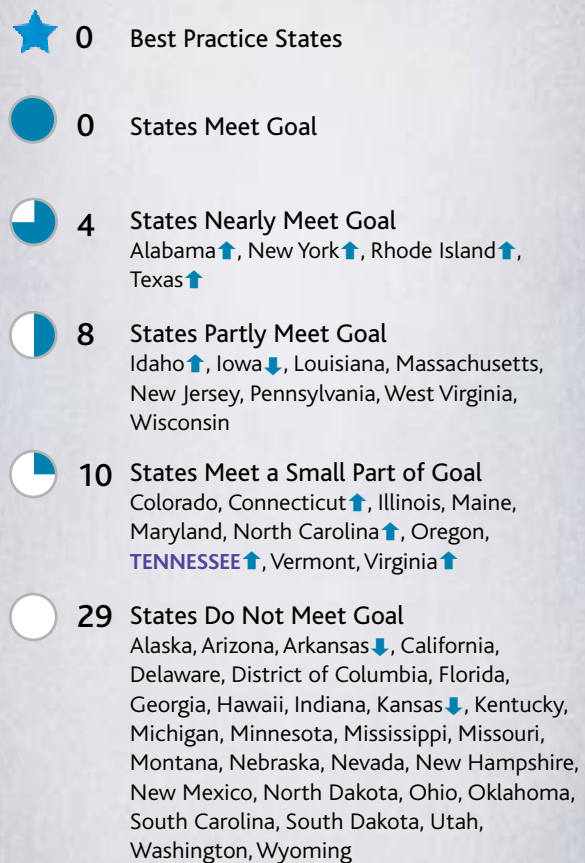 0 Best Practice States
0 States Meet Goal
4 States Nearly Meet Goal
Alabama⬆, New York⬆, Rhode Island⬆,
Texas⬆
8 States Partly Meet Goal
Idaho⬆, Iowa⬇, Louisiana, Massachusetts,
New Jersey, Pennsylvania, West Virginia,
Wisconsin
10 States Meet a Small Part of Goal
Colorado, Connecticut⬆, Illinois, Maine,
Maryland, North Carolina⬆, Oregon,
TENNESSEE⬆, Vermont, Virginia⬆
29 States Do Not Meet Goal
Alaska, Arizona, Arkansas⬇, California,
Delaware, District of Columbia, Florida,
Georgia, Hawaii, Indiana, Kansas⬇, Kentucky,
Michigan, Minnesota, Mississippi, Missouri,
Montana, Nebraska, Nevada, New Hampshire,
New Mexico, North Dakota, Ohio, Oklahoma,
South Carolina, South Dakota, Utah,
Washington, Wyoming